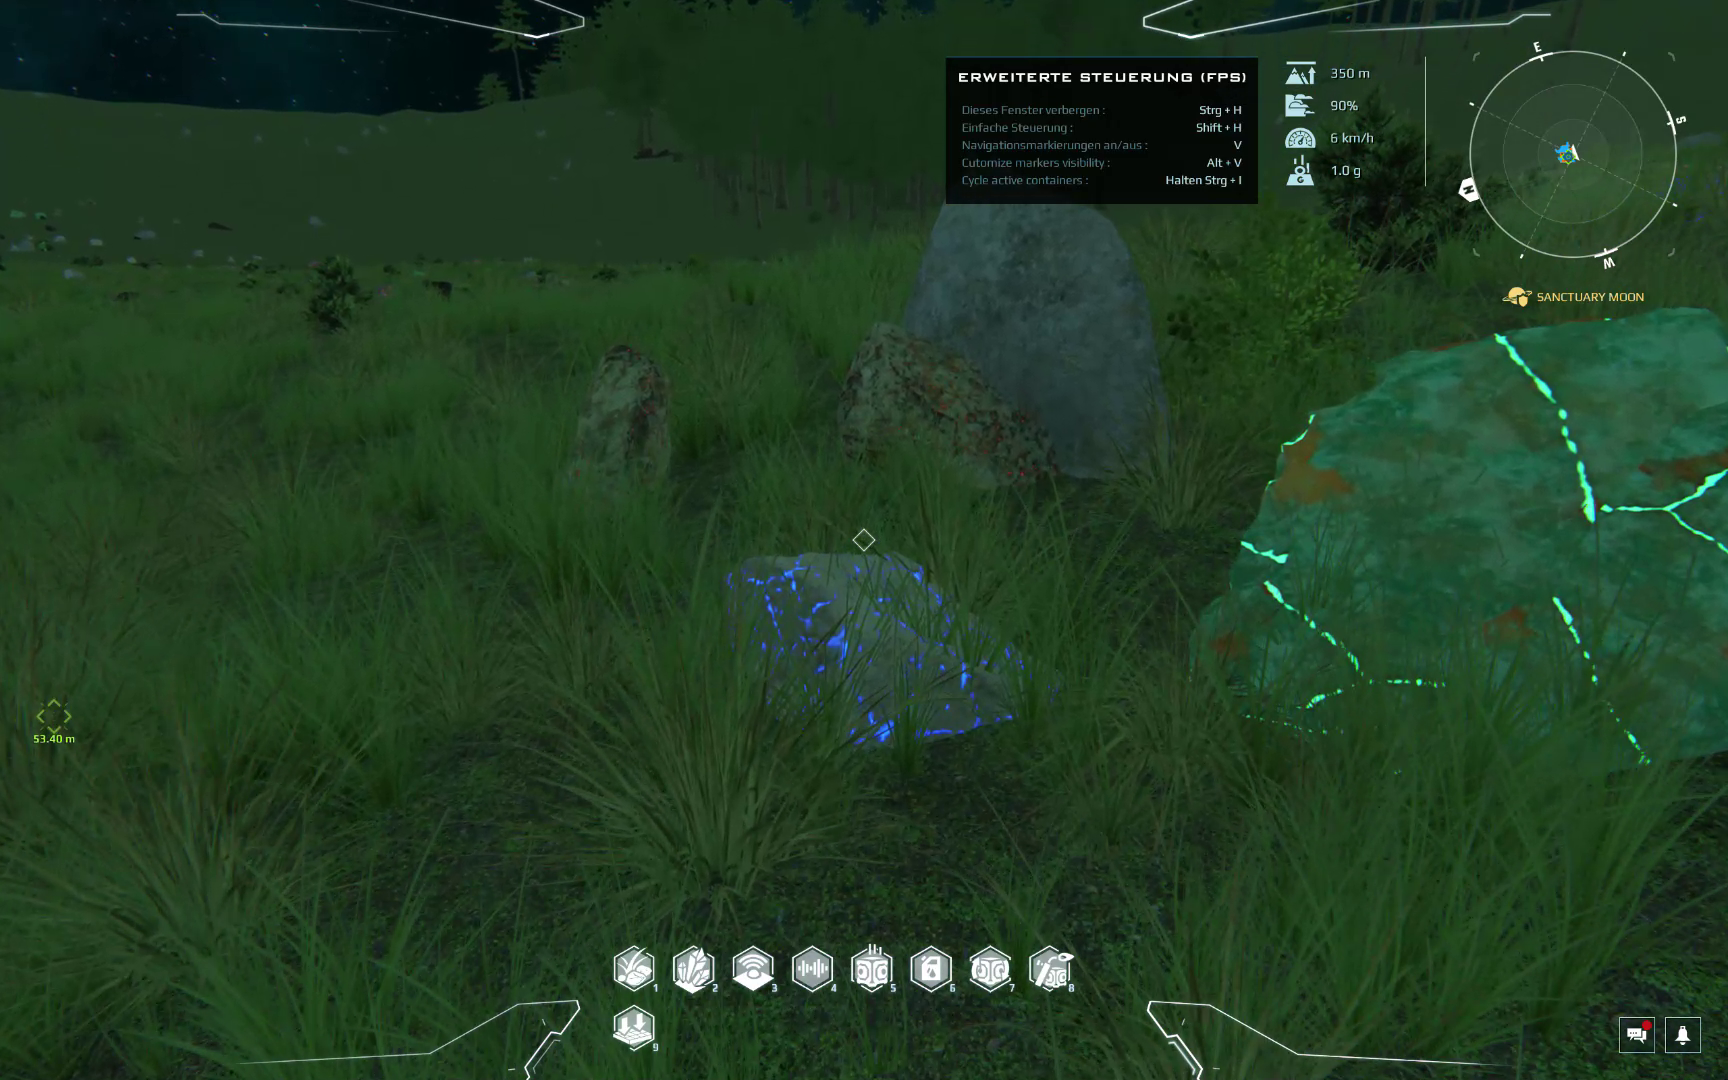 ERWEITERTE STEUERUNG (FPS)
Dieses Fenster verbergen : Strg + H
Einfache Steuerung : Shift + H
Navigationsmarkierungen an/aus : V
Cutomize markers visibility : Alt + V
Cycle active containers : Halten Strg + I
350 m
90%
6 km/h
1.0 g
G
E
S
N
W
SANCTUARY MOON
53.40 m
1 2 3 4 5 6 7 8
9